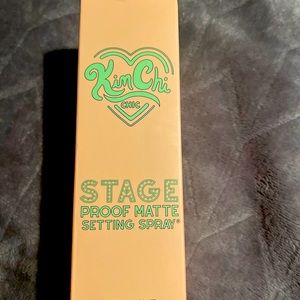 KimChi
CHIC
STAGE
PROOF MATTE
SETTING SPRAY®